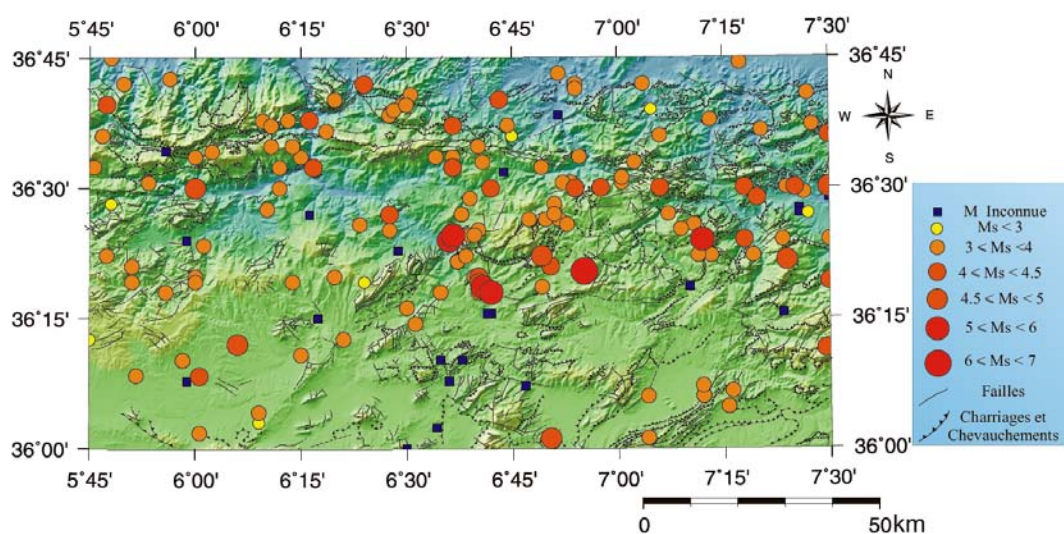 5°45' 6°00' 6°15' 6°30' 6°45' 7°00' 7°15' 7°30'
36°45' 36°45'
36°30' 36°30'
36°15' 36°15'
36°00' 36°00'
5°45' 6°00' 6°15' 6°30' 6°45' 7°00' 7°15' 7°30'
N
W E
S
M Inconnue
Ms < 3
3 < Ms <4
4 < Ms < 4.5
4.5 < Ms < 5
5 < Ms < 6
6 < Ms < 7
Failles
Charriages et
Chevauchements
0 50km